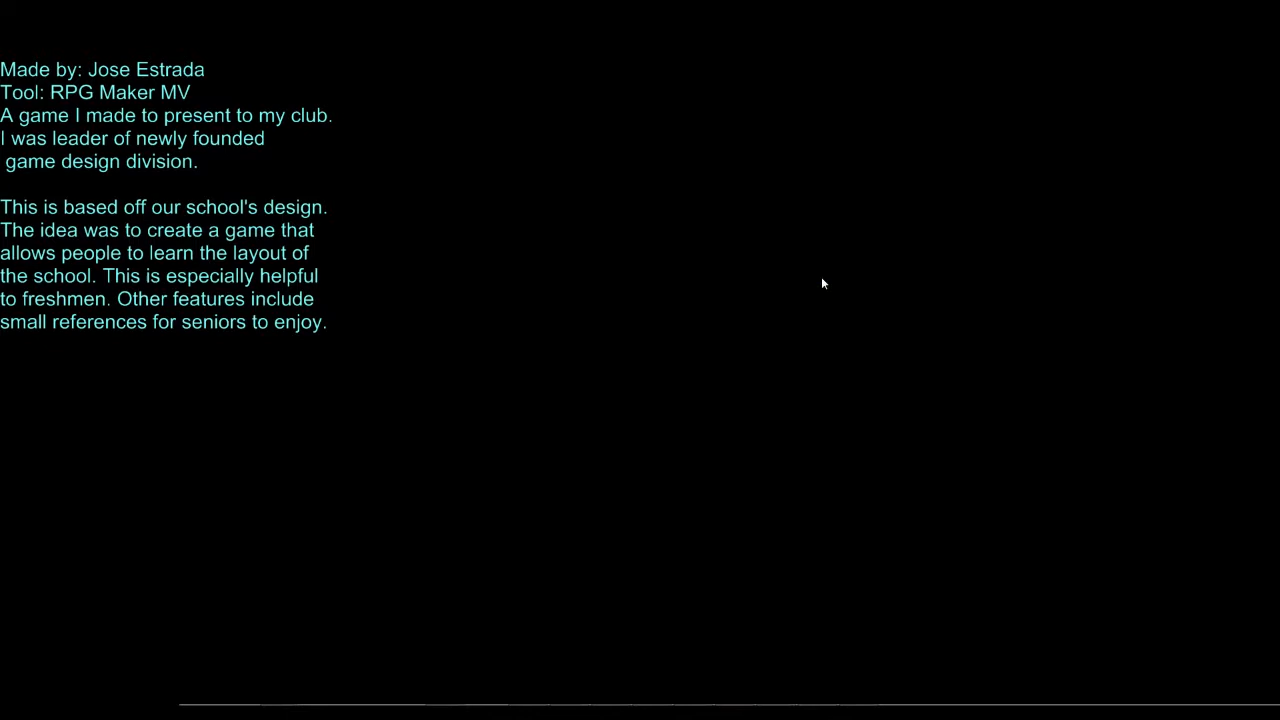 Made by: Jose Estrada
Tool: RPG Maker MV
A game I made to present to my club.
I was leader of newly founded
game design division.
This is based off our school's design.
The idea was to create a game that
allows people to learn the layout of
the school. This is especially helpful
to freshmen. Other features include
small references for seniors to enjoy.